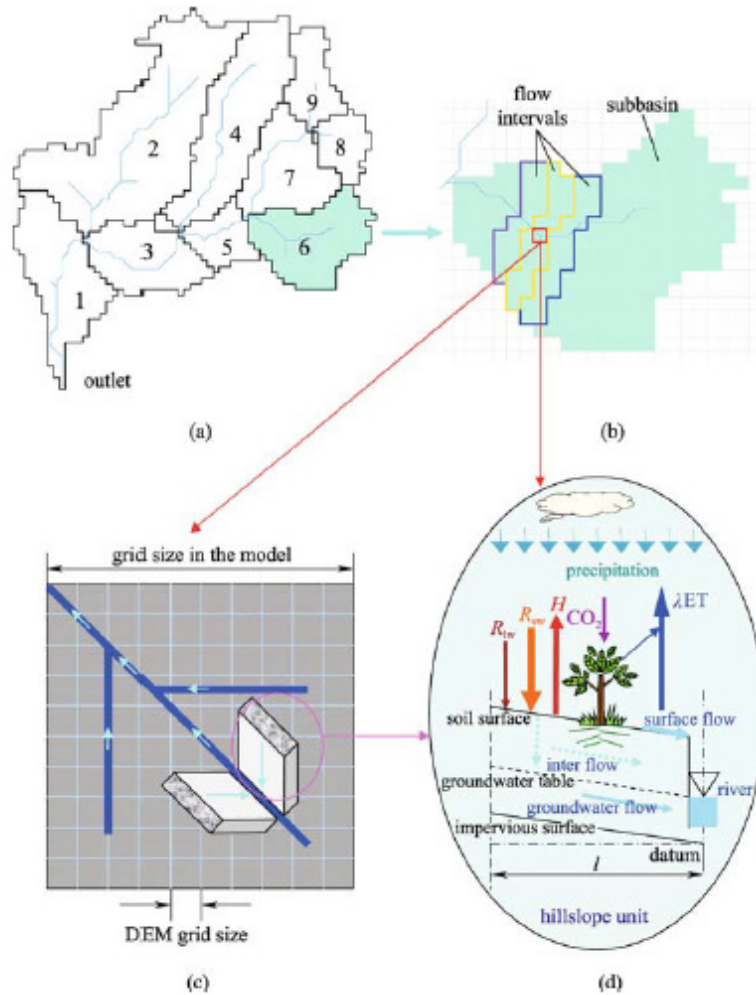 9
4
2
8
7
3
5
6
1
outlet
(a)
flow
intervals
subbasin
(b)
grid size in the model
DEM grid size
(c)
precipitation
λET
H
CO₂
soil surface
surface flow
inter flow
groundwater table
river
groundwater flow
impervious surface
datum
l
hillslope unit
(d)